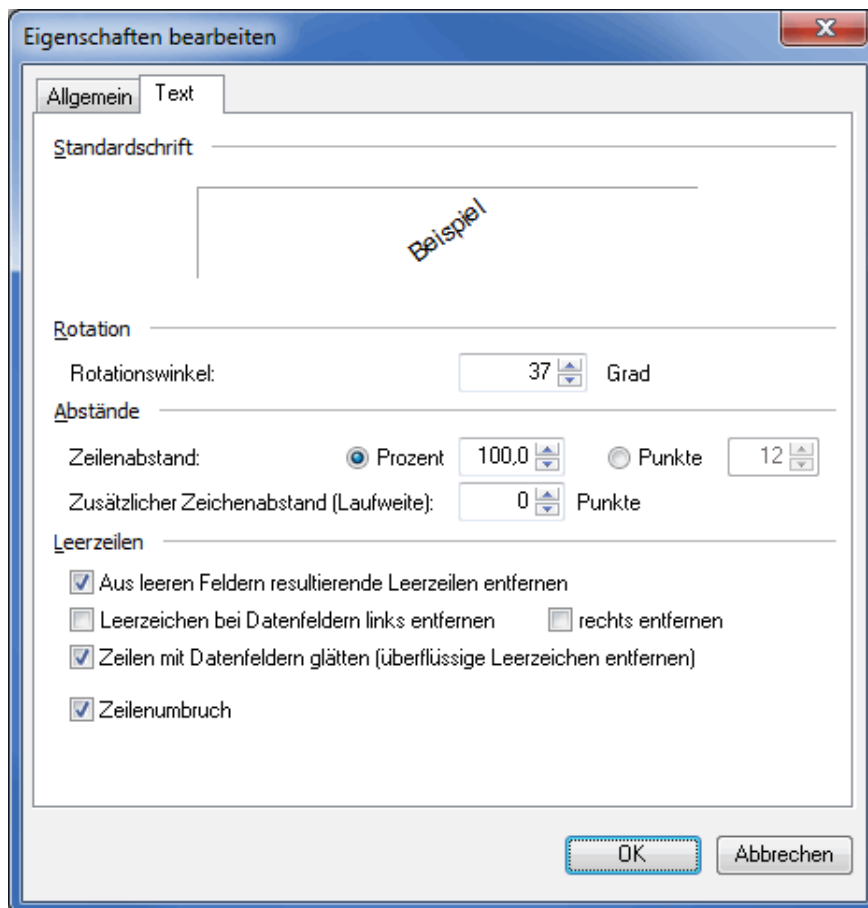 Eigenschaften bearbeiten
Allgemein Text
Standardschrift
Beispiel
Rotation
Rotationswinkel: 37 Grad
Abstände
Zeilenabstand: Prozent 100,0 Punkte 12
Zusätzlicher Zeichenabstand (Laufweite): 0 Punkte
Leerzeilen
Aus leeren Feldern resultierende Leerzeilen entfernen
Leerzeichen bei Datenfeldern links entfernen rechts entfernen
Zeilen mit Datenfeldern glätten (überflüssige Leerzeichen entfernen)
Zeilenumbruch
OK Abbrechen